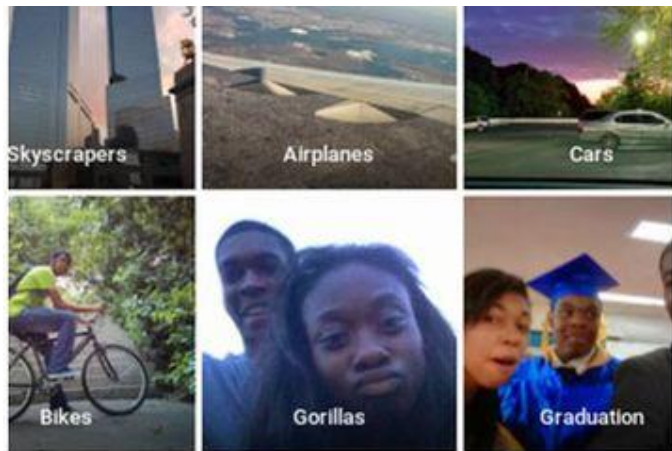 Skyscrapers
Airplanes
Cars
Bikes
Gorillas
Graduation